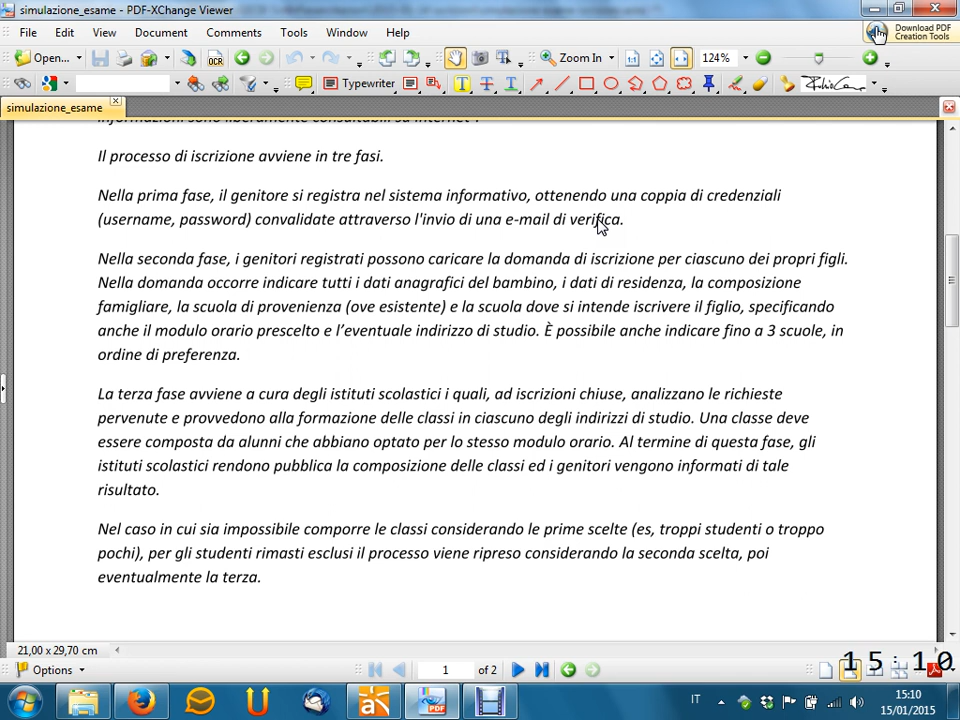 simulazione_esame - PDF-XChange Viewer
File Edit View Document Comments Tools Window Help
Download PDF
Creation Tools
Open... OCR Zoom In 124%
Typewriter
simulazione_esame
informazioni sono liberamente consultabili su Internet".
Il processo di iscrizione avviene in tre fasi.
Nella prima fase, il genitore si registra nel sistema informativo, ottenendo una coppia di credenziali
(username, password) convalidate attraverso l'invio di una e-mail di verifica.
Nella seconda fase, i genitori registrati possono caricare la domanda di iscrizione per ciascuno dei propri figli.
Nella domanda occorre indicare tutti i dati anagrafici del bambino, i dati di residenza, la composizione
famigliare, la scuola di provenienza (ove esistente) e la scuola dove si intende iscrivere il figlio, specificando
anche il modulo orario prescelto e l’eventuale indirizzo di studio. È possibile anche indicare fino a 3 scuole, in
ordine di preferenza.
La terza fase avviene a cura degli istituti scolastici i quali, ad iscrizioni chiuse, analizzano le richieste
pervenute e provvedono alla formazione delle classi in ciascuno degli indirizzi di studio. Una classe deve
essere composta da alunni che abbiano optato per lo stesso modulo orario. Al termine di questa fase, gli
istituti scolastici rendono pubblica la composizione delle classi ed i genitori vengono informati di tale
risultato.
Nel caso in cui sia impossibile comporre le classi considerando le prime scelte (es, troppi studenti o troppo
pochi), per gli studenti rimasti esclusi il processo viene ripreso considerando la seconda scelta, poi
eventualmente la terza.
21,00 x 29,70 cm
Options 1 of 2
15:10
IT 15:10
15/01/2015